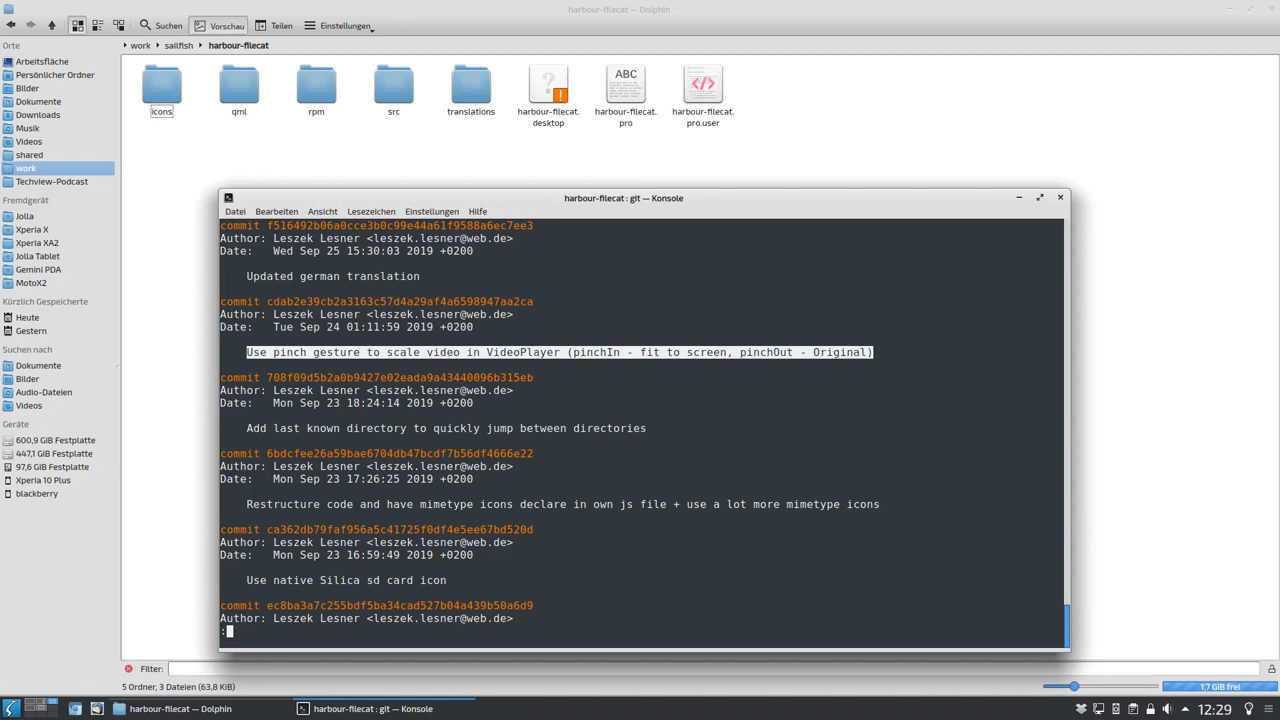 harbour-filecat — Dolphin
Suchen
Vorschau
Teilen
Einstellungen
Orte
work
sailfish
harbour-filecat
Arbeitsfläche
Persönlicher Ordner
Bilder
Dokumente
Downloads
Musik
Videos
shared
work
Techview-Podcast
Fremdgerät
Jolla
Xperia X
Xperia XA2
Jolla Tablet
Gemini PDA
MotoX2
Kürzlich Gespeicherte
Heute
Gestern
Suchen nach
Dokumente
Bilder
Audio-Dateien
Videos
Geräte
600,9 GiB Festplatte
447,1 GiB Festplatte
97,6 GiB Festplatte
Xperia 10 Plus
blackberry
?
!
ABC
</>
icons
qml
rpm
src
translations
harbour-filecat.
desktop
harbour-filecat.
pro
harbour-filecat.
pro.user
harbour-filecat : git — Konsole
Datei Bearbeiten Ansicht Lesezeichen Einstellungen Hilfe
commit f516492b06a0cce3b0c99e44a61f9588a6ec7ee3
Author: Leszek Lesner <leszek.lesner@web.de>
Date:   Wed Sep 25 15:30:03 2019 +0200
Updated german translation
commit cdab2e39cb2a3163c57d4a29af4a6598947aa2ca
Author: Leszek Lesner <leszek.lesner@web.de>
Date:   Tue Sep 24 01:11:59 2019 +0200
Use pinch gesture to scale video in VideoPlayer (pinchIn - fit to screen, pinchOut - Original)
commit 708f09d5b2a0b9427e02eada9a43440096b315eb
Author: Leszek Lesner <leszek.lesner@web.de>
Date:   Mon Sep 23 18:24:14 2019 +0200
Add last known directory to quickly jump between directories
commit 6bdcfee26a59bae6704db47bcdf7b56df4666e22
Author: Leszek Lesner <leszek.lesner@web.de>
Date:   Mon Sep 23 17:26:25 2019 +0200
Restructure code and have mimetype icons declare in own js file + use a lot more mimetype icons
commit ca362db79faf956a5c41725f0df4e5ee67bd520d
Author: Leszek Lesner <leszek.lesner@web.de>
Date:   Mon Sep 23 16:59:49 2019 +0200
Use native Silica sd card icon
commit ec8ba3a7c255bdf5ba34cad527b04a439b50a6d9
Author: Leszek Lesner <leszek.lesner@web.de>
:
Filter:
5 Ordner, 3 Dateien (63,8 KiB)
1,7 GiB frei
harbour-filecat — Dolphin
harbour-filecat : git — Konsole
12:29